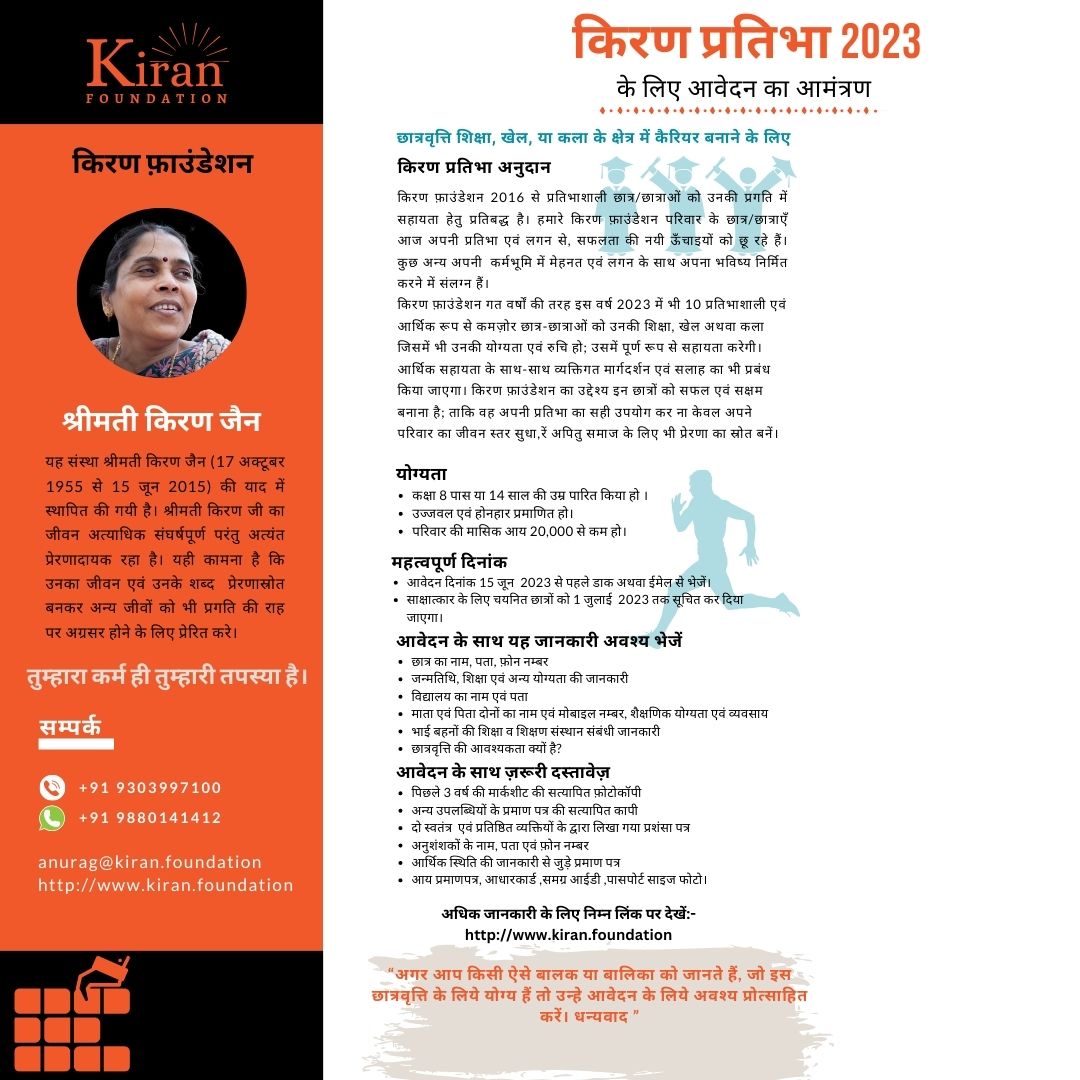 Kiran
FOUNDATION
किरण फ़ाउंडेशन
श्रीमती किरण जैन
यह संस्था श्रीमती किरण जैन (17 अक्टूबर
1955 से 15 जून 2015) की याद में
स्थापित की गयी है। श्रीमती किरण जी का
जीवन अत्याधिक संघर्षपूर्ण परंतु अत्यंत
प्रेरणादायक रहा है। यही कामना है कि
उनका जीवन एवं उनके शब्द प्रेरणास्रोत
बनकर अन्य जीवों को भी प्रगति की राह
पर अग्रसर होने के लिए प्रेरित करे।
तुम्हारा कर्म ही तुम्हारी तपस्या है।
सम्पर्क
+91 9303997100
+91 9880141412
anurag@kiran.foundation
http://www.kiran.foundation
किरण प्रतिभा 2023
के लिए आवेदन का आमंत्रण
छात्रवृत्ति शिक्षा, खेल, या कला के क्षेत्र में कैरियर बनाने के लिए
किरण प्रतिभा अनुदान
किरण फ़ाउंडेशन 2016 से प्रतिभाशाली छात्र/छात्राओं को उनकी प्रगति में
सहायता हेतु प्रतिबद्ध है। हमारे किरण फ़ाउंडेशन परिवार के छात्र/छात्राएँ
आज अपनी प्रतिभा एवं लगन से, सफलता की नयी ऊँचाइयों को छू रहे हैं।
कुछ अन्य अपनी कर्मभूमि में मेहनत एवं लगन के साथ अपना भविष्य निर्मित
करने में संलग्न हैं।
किरण फ़ाउंडेशन गत वर्षों की तरह इस वर्ष 2023 में भी 10 प्रतिभाशाली एवं
आर्थिक रूप से कमज़ोर छात्र-छात्राओं को उनकी शिक्षा, खेल अथवा कला
जिसमें भी उनकी योग्यता एवं रुचि हो; उसमें पूर्ण रूप से सहायता करेगी।
आर्थिक सहायता के साथ-साथ व्यक्तिगत मार्गदर्शन एवं सलाह का भी प्रबंध
किया जाएगा। किरण फ़ाउंडेशन का उद्देश्य इन छात्रों को सफल एवं सक्षम
बनाना है; ताकि वह अपनी प्रतिभा का सही उपयोग कर ना केवल अपने
परिवार का जीवन स्तर सुधा,रें अपितु समाज के लिए भी प्रेरणा का स्रोत बनें।
योग्यता
• कक्षा 8 पास या 14 साल की उम्र पारित किया हो ।
• उज्जवल एवं होनहार प्रमाणित हो।
• परिवार की मासिक आय 20,000 से कम हो।
महत्वपूर्ण दिनांक
• आवेदन दिनांक 15 जून 2023 से पहले डाक अथवा ईमेल से भेजें।
• साक्षात्कार के लिए चयनित छात्रों को 1 जुलाई 2023 तक सूचित कर दिया
जाएगा।
आवेदन के साथ यह जानकारी अवश्य भेजें
• छात्र का नाम, पता, फ़ोन नम्बर
• जन्मतिथि, शिक्षा एवं अन्य योग्यता की जानकारी
• विद्यालय का नाम एवं पता
• माता एवं पिता दोनों का नाम एवं मोबाइल नम्बर, शैक्षणिक योग्यता एवं व्यवसाय
• भाई बहनों की शिक्षा व शिक्षण संस्थान संबंधी जानकारी
• छात्रवृत्ति की आवश्यकता क्यों है?
आवेदन के साथ ज़रूरी दस्तावेज़
• पिछले 3 वर्ष की मार्कशीट की सत्यापित फ़ोटोकॉपी
• अन्य उपलब्धियों के प्रमाण पत्र की सत्यापित कापी
• दो स्वतंत्र एवं प्रतिष्ठित व्यक्तियों के द्वारा लिखा गया प्रशंसा पत्र
• अनुशंशकों के नाम, पता एवं फ़ोन नम्बर
• आर्थिक स्थिति की जानकारी से जुड़े प्रमाण पत्र
• आय प्रमाणपत्र, आधारकार्ड ,समग्र आईडी ,पासपोर्ट साइज फोटो।
अधिक जानकारी के लिए निम्न लिंक पर देखें:-
http://www.kiran.foundation
“अगर आप किसी ऐसे बालक या बालिका को जानते हैं, जो इस
छात्रवृत्ति के लिये योग्य हैं तो उन्हे आवेदन के लिये अवश्य प्रोत्साहित
करें। धन्यवाद ”